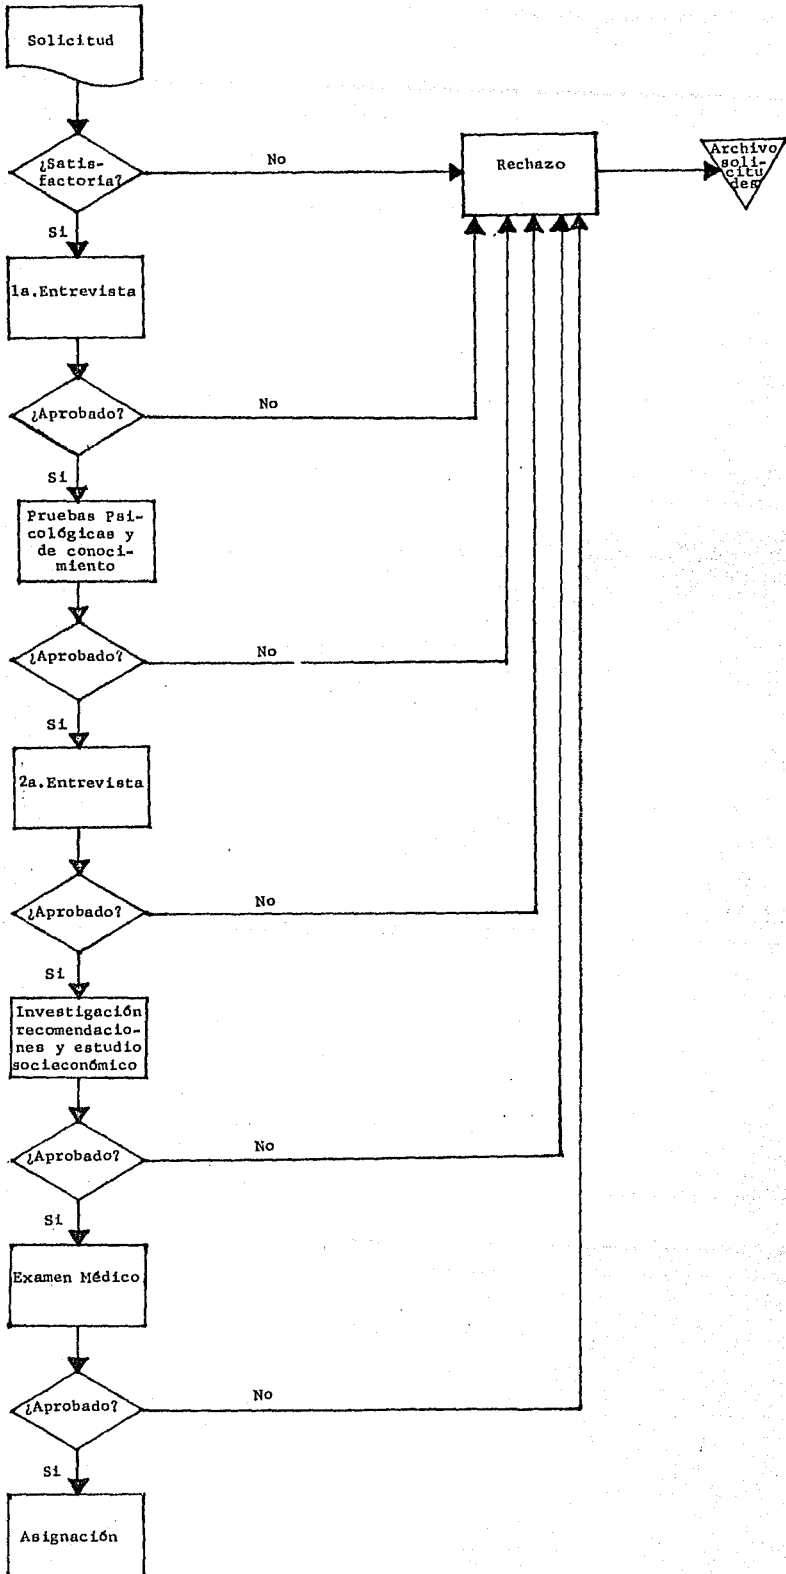 Solicitud
¿Satis-
factoria?
No
Rechazo
Archivo
soli-
citu
des
Si
1a.Entrevista
¿Aprobado?
No
Si
Pruebas Psi-
cológicas y
de conoci-
miento
¿Aprobado?
No
Si
2a.Entrevista
¿Aprobado?
No
Si
Investigación
recomendacio-
nes y estudio
socieconómico
¿Aprobado?
No
Si
Examen Médico
¿Aprobado?
No
Si
Asignación